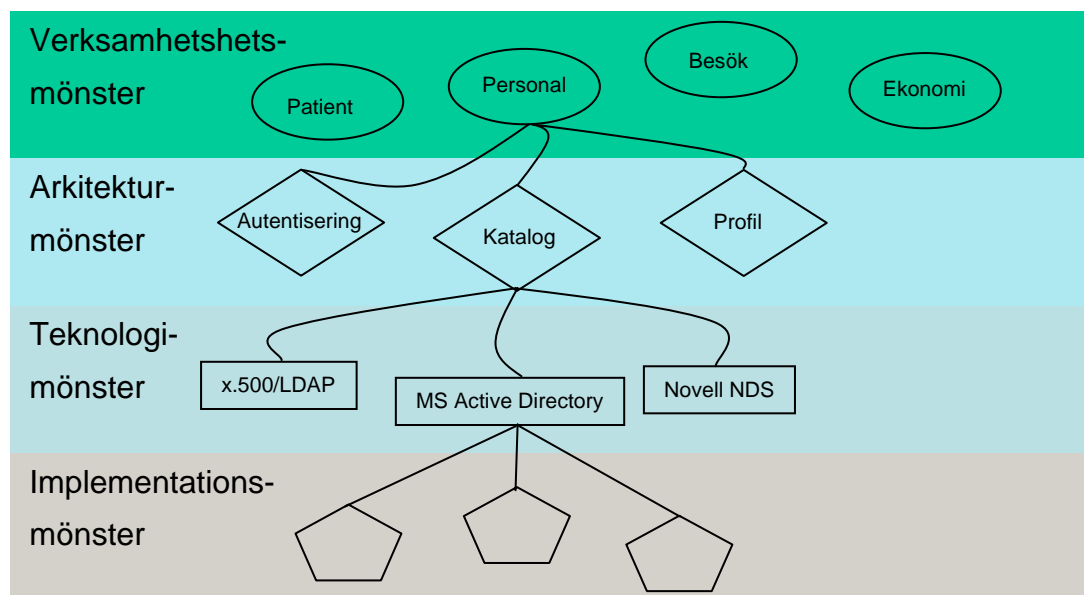 Verksamhetshets-
mönster
Patient
Personal
Besök
Ekonomi
Arkitektur-
mönster
Autentisering
Katalog
Profil
Teknologi-
mönster
x.500/LDAP
MS Active Directory
Novell NDS
Implementations-
mönster